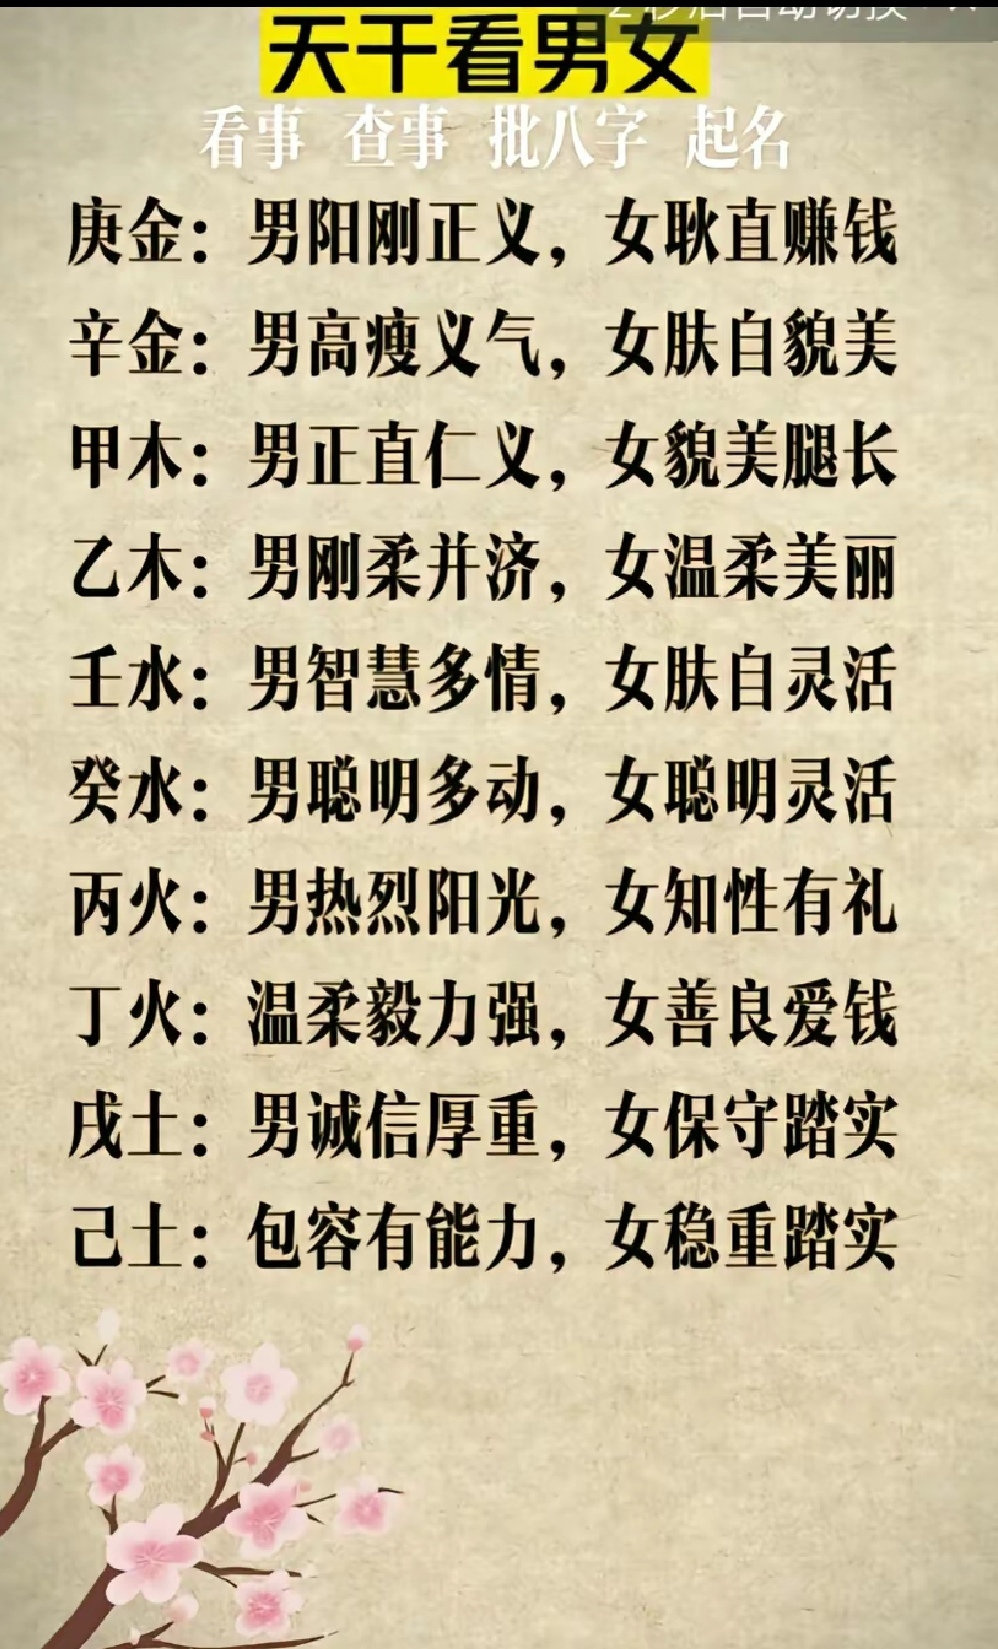 天干看男女
看事 查事 批八字 起名
庚金：男阳刚正义，女耿直赚钱
辛金：男高瘦义气，女肤自貌美
甲木：男正直仁义，女貌美腿长
乙木：男刚柔并济，女温柔美丽
壬水：男智慧多情，女肤自灵活
癸水：男聪明多动，女聪明灵活
丙火：男热烈阳光，女知性有礼
丁火：温柔毅力强，女善良爱钱
戌土：男诚信厚重，女保守踏实
己土：包容有能力，女稳重踏实